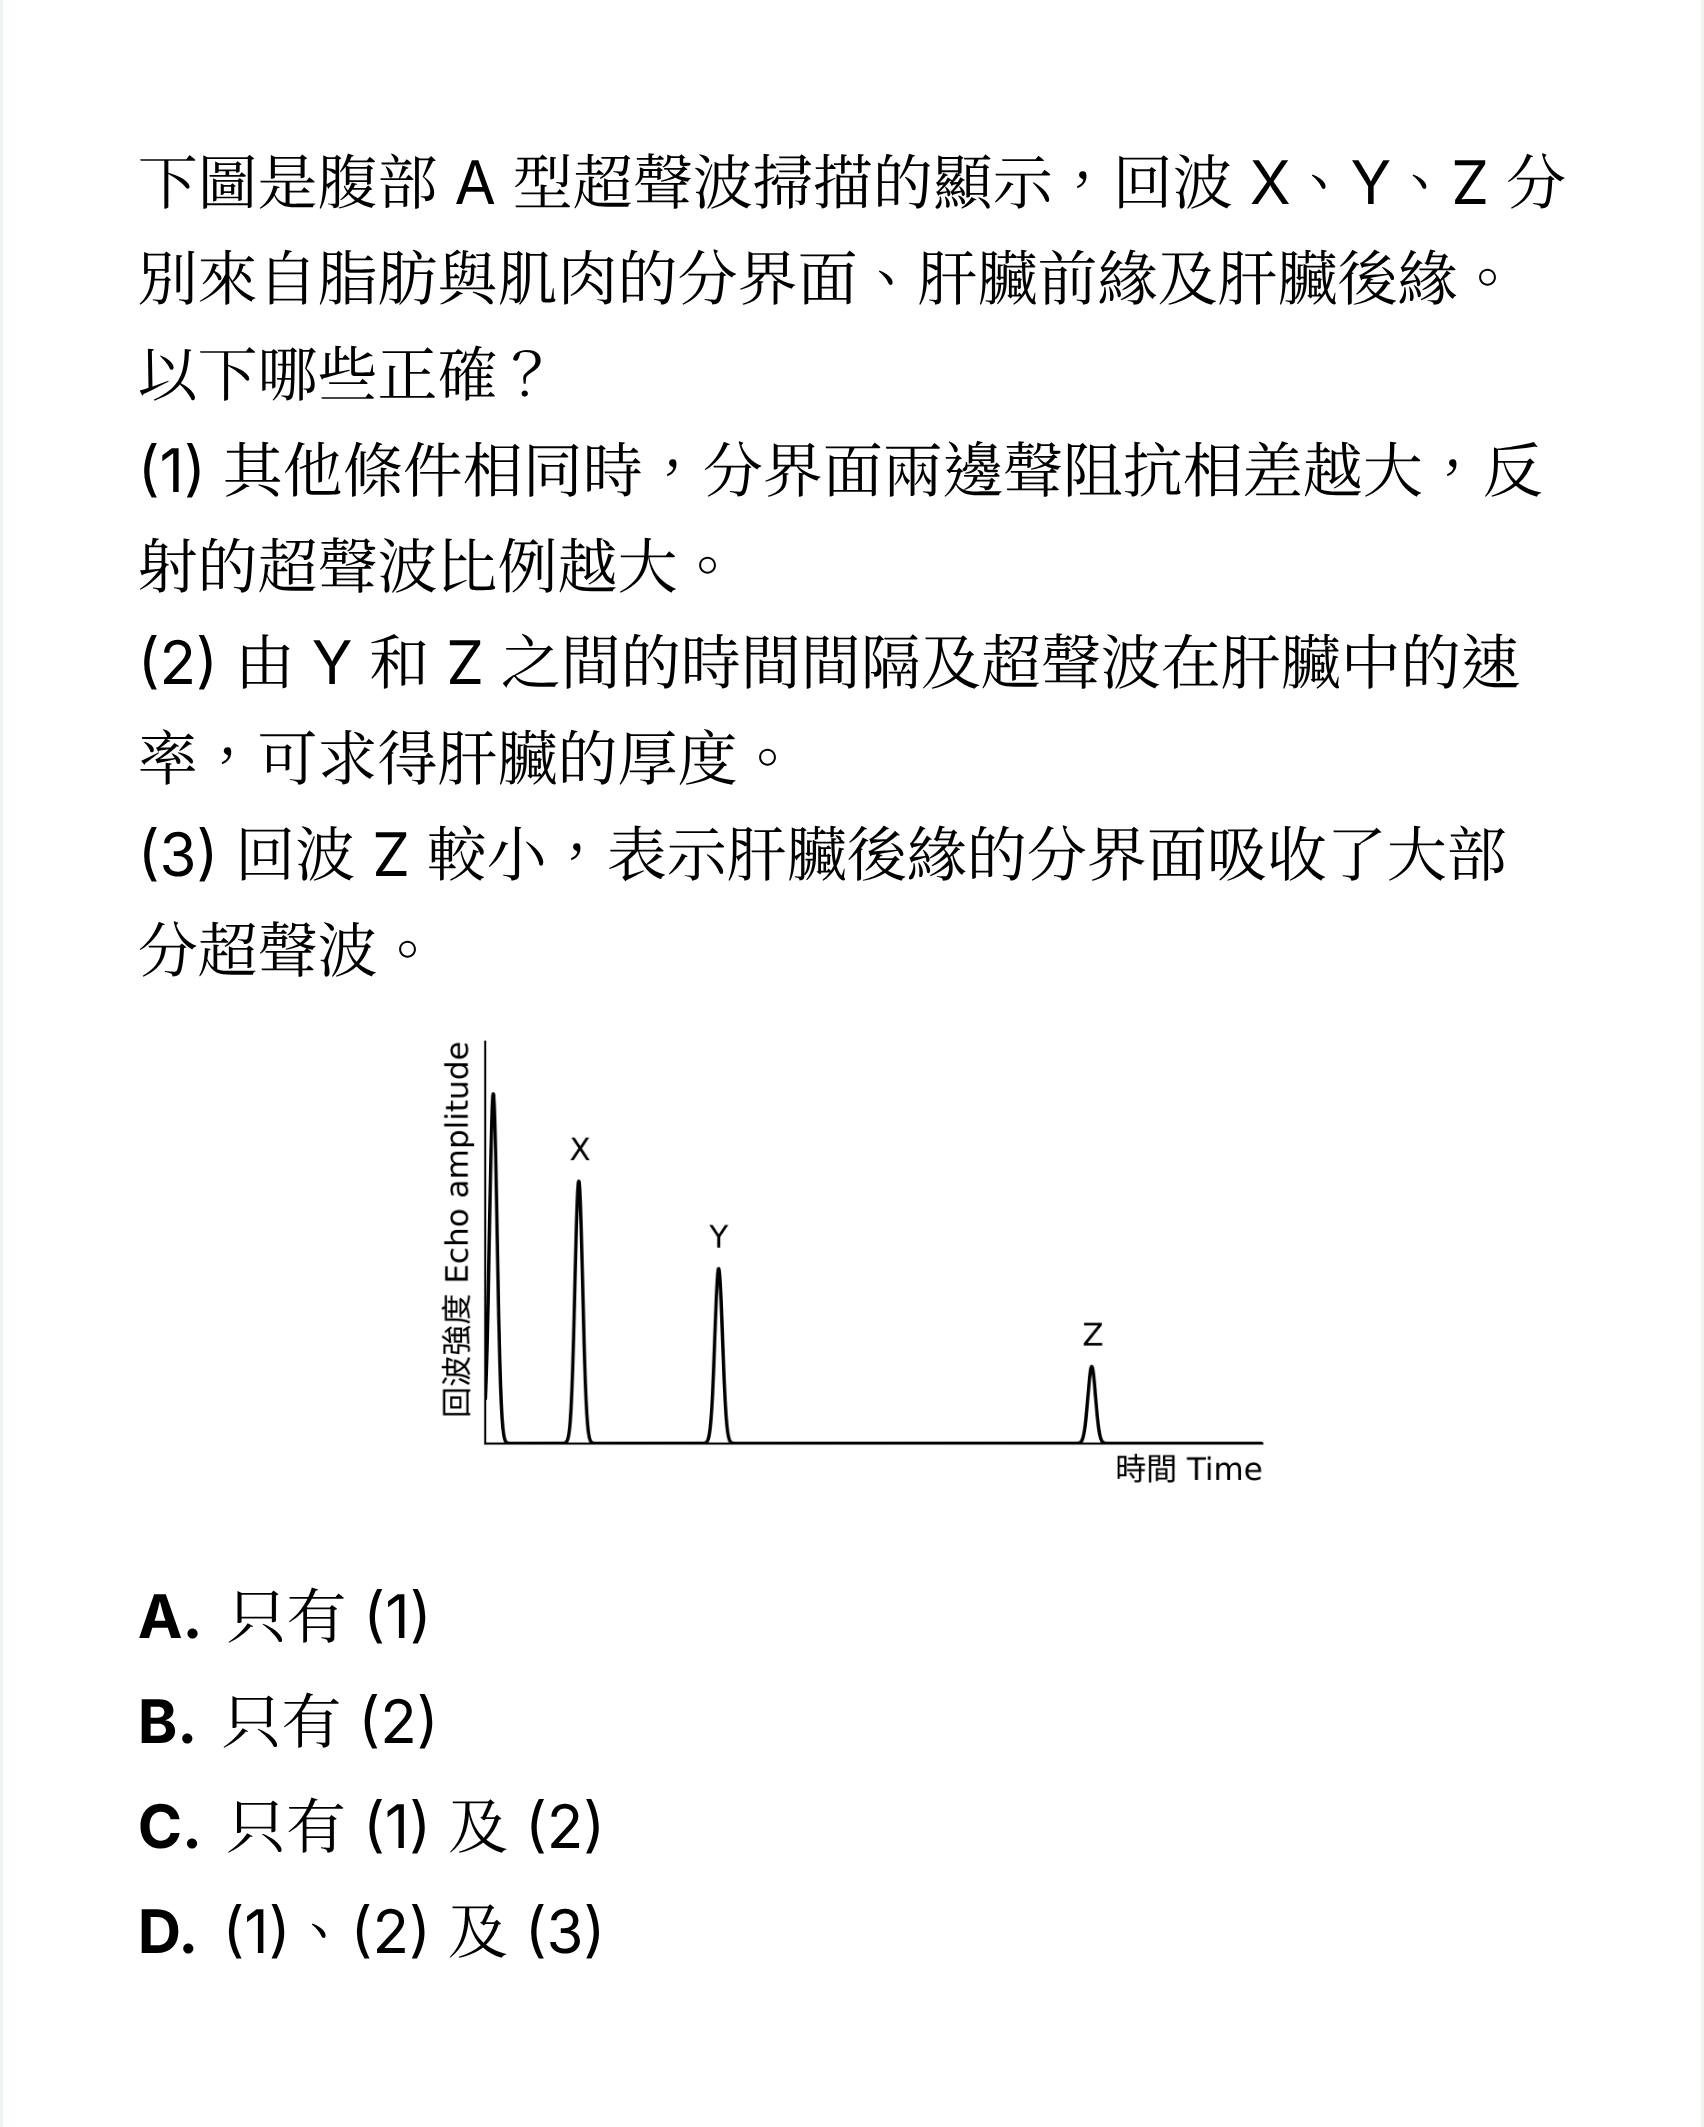 下圖是腹部 A 型超聲波掃描的顯示，回波 X、Y、Z 分
別來自脂肪與肌肉的分界面、肝臟前緣及肝臟後緣。
以下哪些正確？
(1) 其他條件相同時，分界面兩邊聲阻抗相差越大，反
射的超聲波比例越大。
(2) 由 Y 和 Z 之間的時間間隔及超聲波在肝臟中的速
率，可求得肝臟的厚度。
(3) 回波 Z 較小，表示肝臟後緣的分界面吸收了大部
分超聲波。
回波強度 Echo amplitude
X
Y
Z
時間 Time
A. 只有 (1)
B. 只有 (2)
C. 只有 (1) 及 (2)
D. (1)、(2) 及 (3)